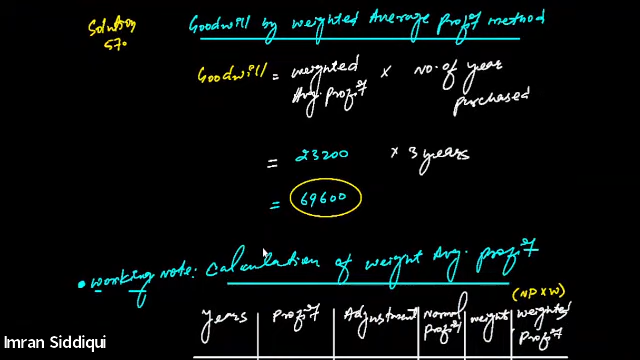 Solution
570
Goodwill by weighted Average Profit method
Goodwill = weighted Avg. Profit × No. of year purchased
= 23200 × 3 years
= 69600
• working note: Calculation of weight Avg. profit
(NP X W)
Years | Profit | Adjustment | Normal profit | weight | weighted Profit
Imran Siddiqui